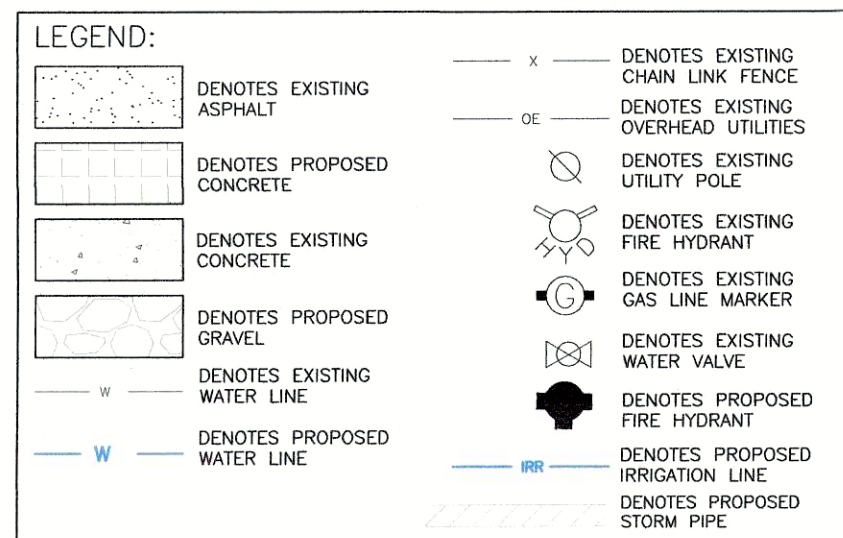 LEGEND:
DENOTES EXISTING
ASPHALT
DENOTES PROPOSED
CONCRETE
DENOTES EXISTING
CONCRETE
DENOTES PROPOSED
GRAVEL
W
DENOTES EXISTING
WATER LINE
W
DENOTES PROPOSED
WATER LINE
X
DENOTES EXISTING
CHAIN LINK FENCE
OE
DENOTES EXISTING
OVERHEAD UTILITIES
DENOTES EXISTING
UTILITY POLE
HYD
DENOTES EXISTING
FIRE HYDRANT
G
DENOTES EXISTING
GAS LINE MARKER
DENOTES EXISTING
WATER VALVE
DENOTES PROPOSED
FIRE HYDRANT
IRR
DENOTES PROPOSED
IRRIGATION LINE
DENOTES PROPOSED
STORM PIPE